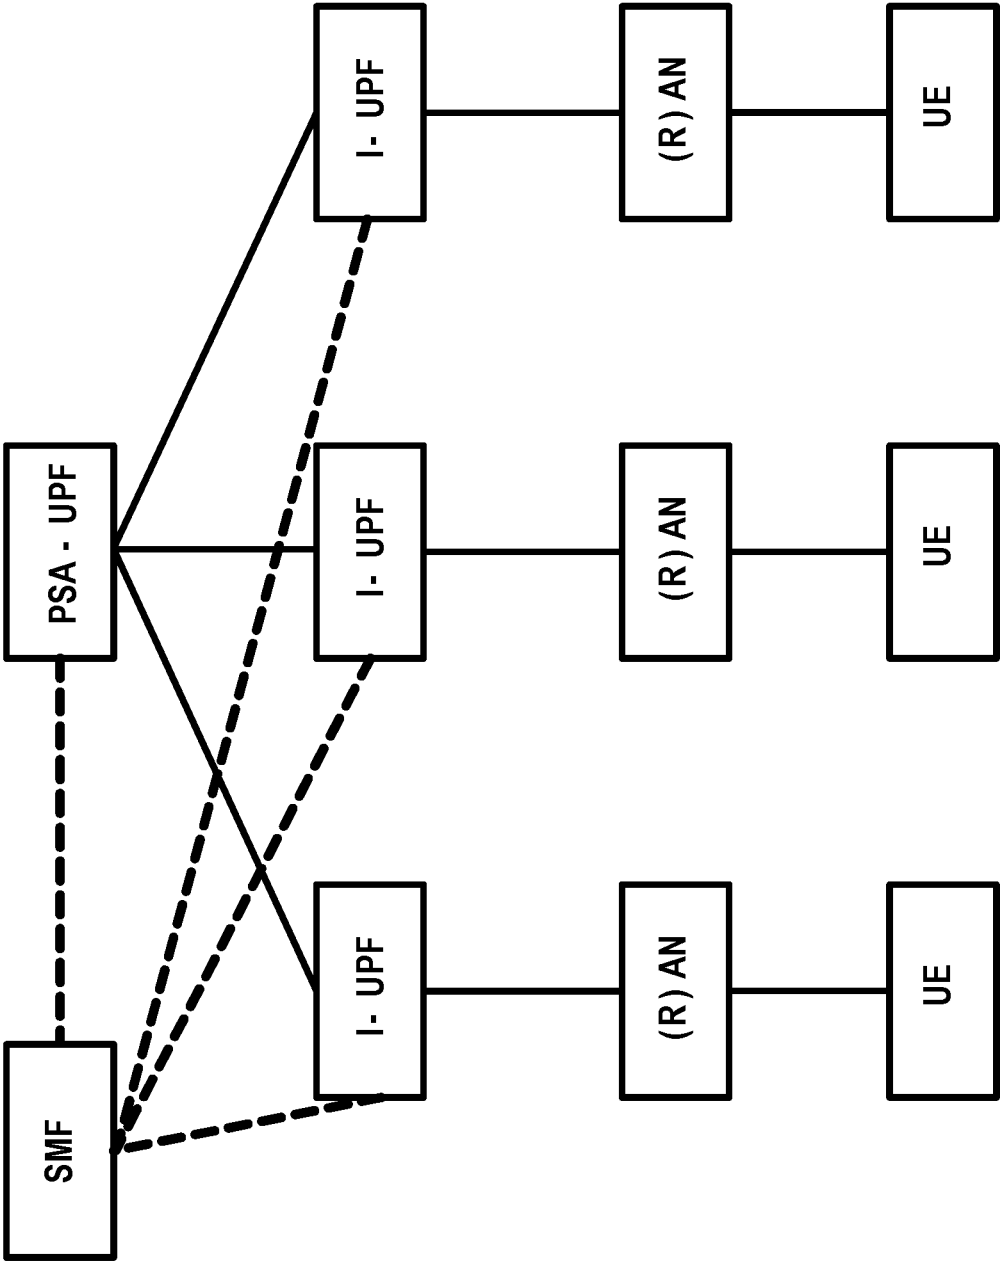 SMF
PSA - UPF
I- UPF
I- UPF
I- UPF
(R) AN
(R) AN
(R) AN
UE
UE
UE